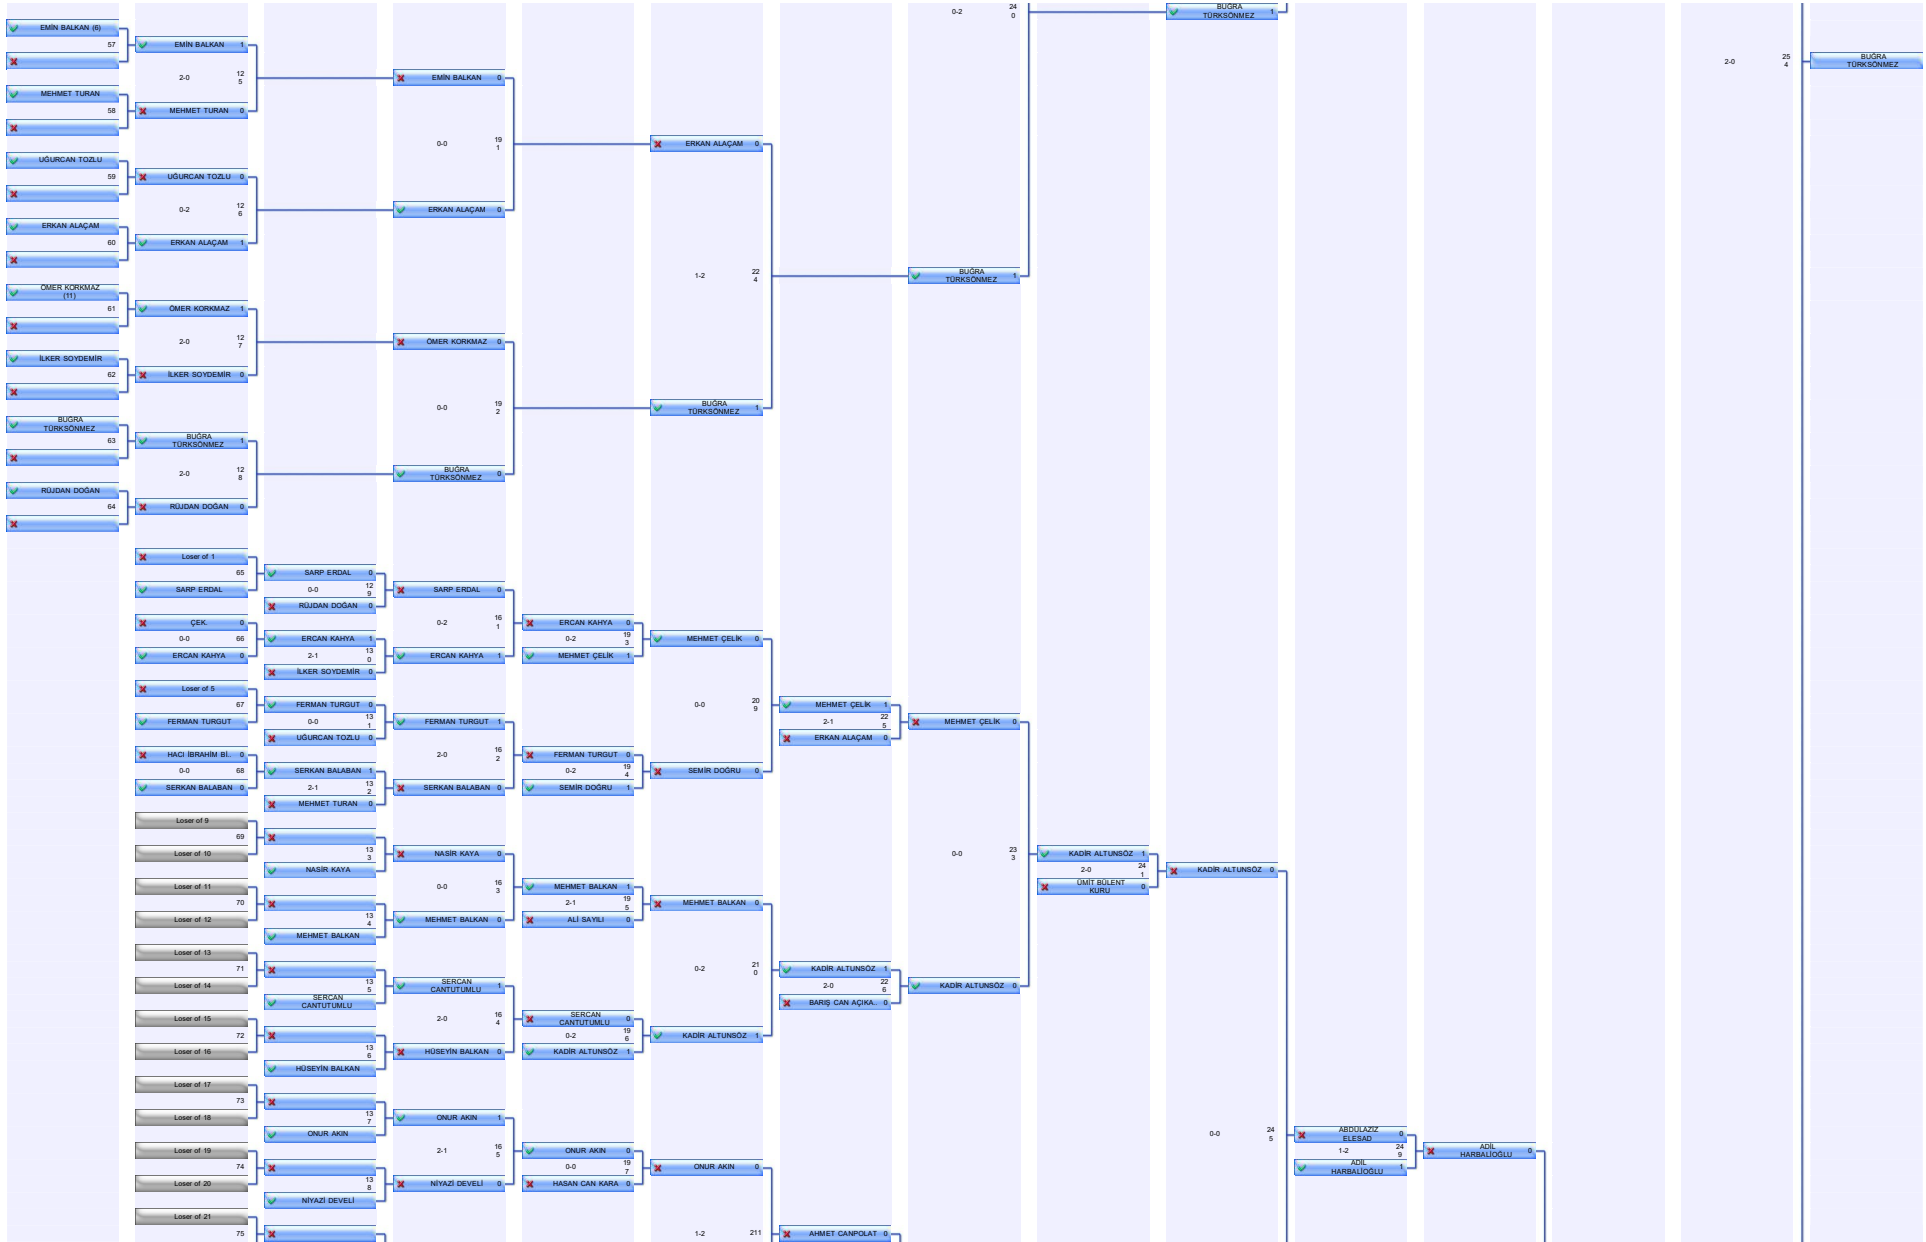 EMİN BALKAN (6)
57
MEHMET TURAN
58
UĞURCAN TOZLU
59
ERKAN ALAÇAM
60
ÖMER KORKMAZ
(11)
61
İLKER SOYDEMİR
62
BUĞRA
TÜRKSÖNMEZ
63
RÜJDAN DOĞAN
64
EMİN BALKAN 1
2-0 12
5
MEHMET TURAN 0
UĞURCAN TOZLU 0
0-2 12
6
ERKAN ALAÇAM 1
ÖMER KORKMAZ 1
2-0 12
7
İLKER SOYDEMİR 0
BUĞRA
TÜRKSÖNMEZ 1
2-0 12
8
RÜJDAN DOĞAN 0
Loser of 1
65
SARP ERDAL
ÇEK. 0
0-0 66
ERCAN KAHYA 0
Loser of 5
67
FERMAN TURGUT
HACI İBRAHİM Bİ.. 0
0-0 68
SERKAN BALABAN 0
Loser of 9
69
Loser of 10
Loser of 11
70
Loser of 12
Loser of 13
71
Loser of 14
Loser of 15
72
Loser of 16
Loser of 17
73
Loser of 18
Loser of 19
74
Loser of 20
Loser of 21
75
SARP ERDAL 0
0-0 12
9
RÜJDAN DOĞAN 0
ERCAN KAHYA 1
2-1 13
0
İLKER SOYDEMİR 0
FERMAN TURGUT 0
0-0 13
1
UĞURCAN TOZLU 0
SERKAN BALABAN 1
2-1 13
2
MEHMET TURAN 0
13
3
NASİR KAYA
13
4
MEHMET BALKAN
13
5
SERCAN
CANTUTUMLU
13
6
HÜSEYİN BALKAN
13
7
ONUR AKIN
13
8
NİYAZİ DEVELİ
EMİN BALKAN 0
0-0 19
1
ERKAN ALAÇAM 0
ÖMER KORKMAZ 0
0-0 19
2
BUĞRA
TÜRKSÖNMEZ 0
SARP ERDAL 0
0-2 16
1
ERCAN KAHYA 1
FERMAN TURGUT 1
2-0 16
2
SERKAN BALABAN 0
NASİR KAYA 0
0-0 16
3
MEHMET BALKAN 0
SERCAN
CANTUTUMLU 1
2-0 16
4
HÜSEYİN BALKAN 0
ONUR AKIN 1
2-1 16
5
NİYAZİ DEVELİ 0
ERCAN KAHYA 0
0-2 19
3
MEHMET ÇELİK 1
FERMAN TURGUT 0
0-2 19
4
SEMİR DOĞRU 1
MEHMET BALKAN 1
2-1 19
5
ALİ SAYILI 0
SERCAN
CANTUTUMLU 0
0-2 19
6
KADİR ALTUNSÖZ 1
ONUR AKIN 0
0-0 19
7
HASAN CAN KARA 0
ERKAN ALAÇAM 0
1-2 22
4
BUĞRA
TÜRKSÖNMEZ 1
MEHMET ÇELİK 0
0-0 20
9
SEMİR DOĞRU 0
MEHMET BALKAN 0
0-2 21
0
KADİR ALTUNSÖZ 1
ONUR AKIN 0
1-2 211
MEHMET ÇELİK 1
2-1 22
5
ERKAN ALAÇAM 0
KADİR ALTUNSÖZ 1
2-0 22
6
BARIŞ CAN AÇIKA.. 0
AHMET CANPOLAT 0
0-2 24
0
BUĞRA
TÜRKSÖNMEZ 1
MEHMET ÇELİK 0
0-0 23
3
KADİR ALTUNSÖZ 0
KADİR ALTUNSÖZ 1
2-0 24
1
ÜMİT BÜLENT
KURU 0
BUĞRA
TÜRKSÖNMEZ 1
KADİR ALTUNSÖZ 0
0-0 24
5
ABDULAZIZ
ELESAD 0
1-2 24
9
ADİL
HARBALİOĞLU 1
ADİL
HARBALİOĞLU 0
2-0 25
4
BUĞRA
TÜRKSÖNMEZ